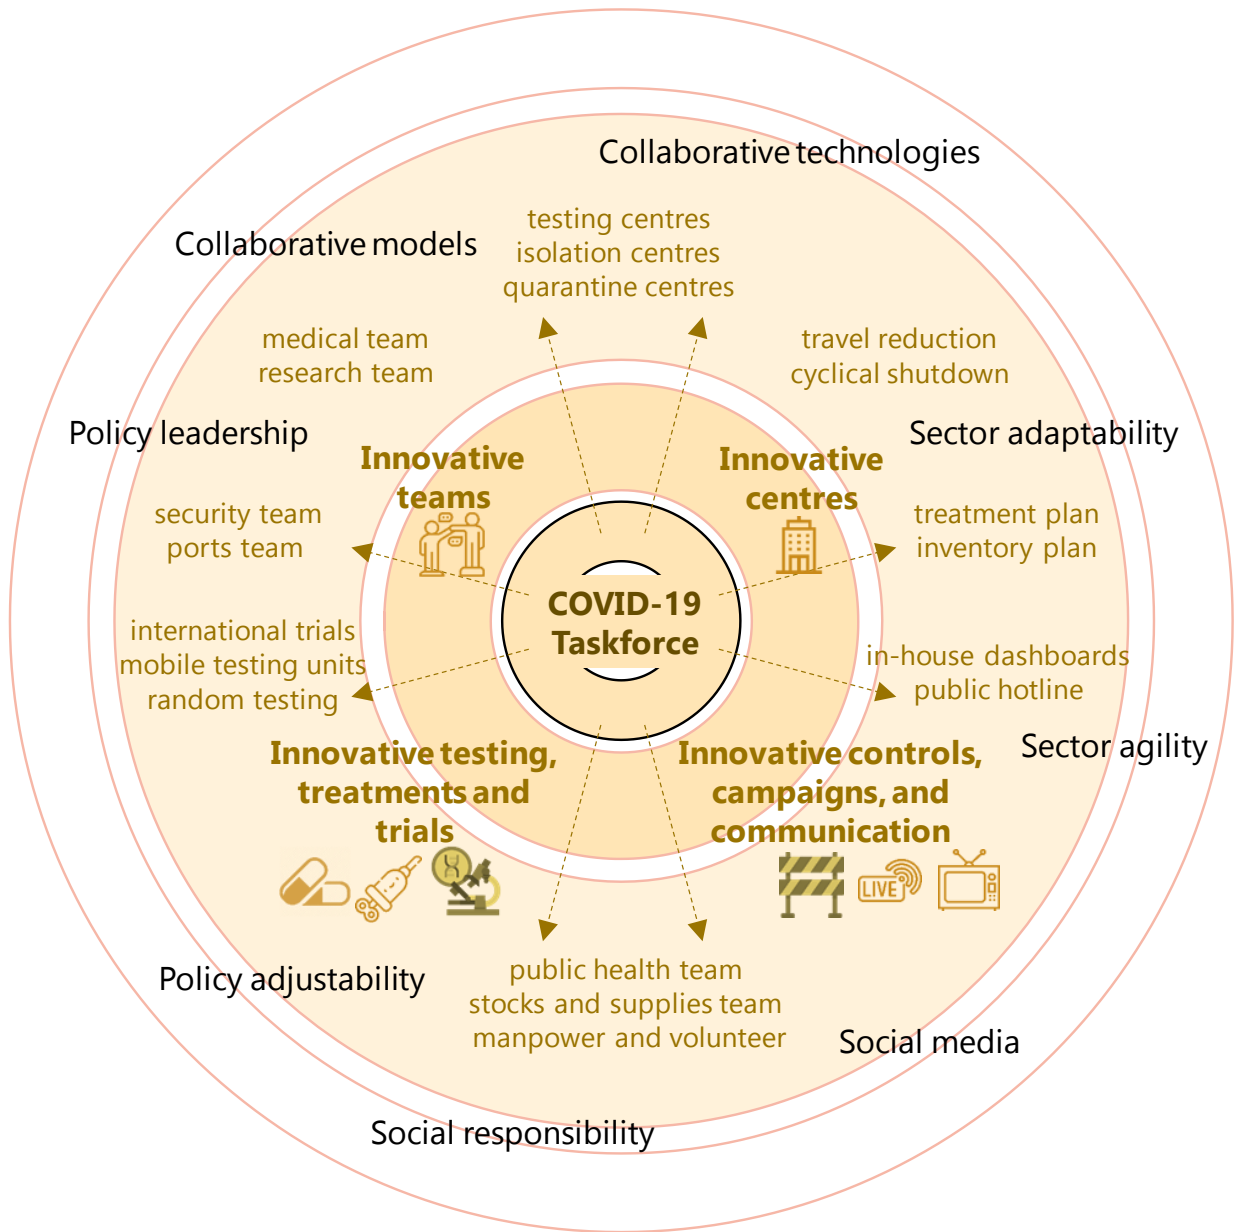 Collaborative technologies
Collaborative models
testing centres
isolation centres
quarantine centres
medical team
research team
travel reduction
cyclical shutdown
Policy leadership
Sector adaptability
Innovative
teams
Innovative
centres
security team
ports team
treatment plan
inventory plan
COVID-19
Taskforce
international trials
mobile testing units
random testing
in-house dashboards
public hotline
Sector agility
Innovative testing,
treatments and
trials
Innovative controls,
campaigns, and
communication
LIVE
Policy adjustability
public health team
stocks and supplies team
manpower and volunteer
Social media
Social responsibility